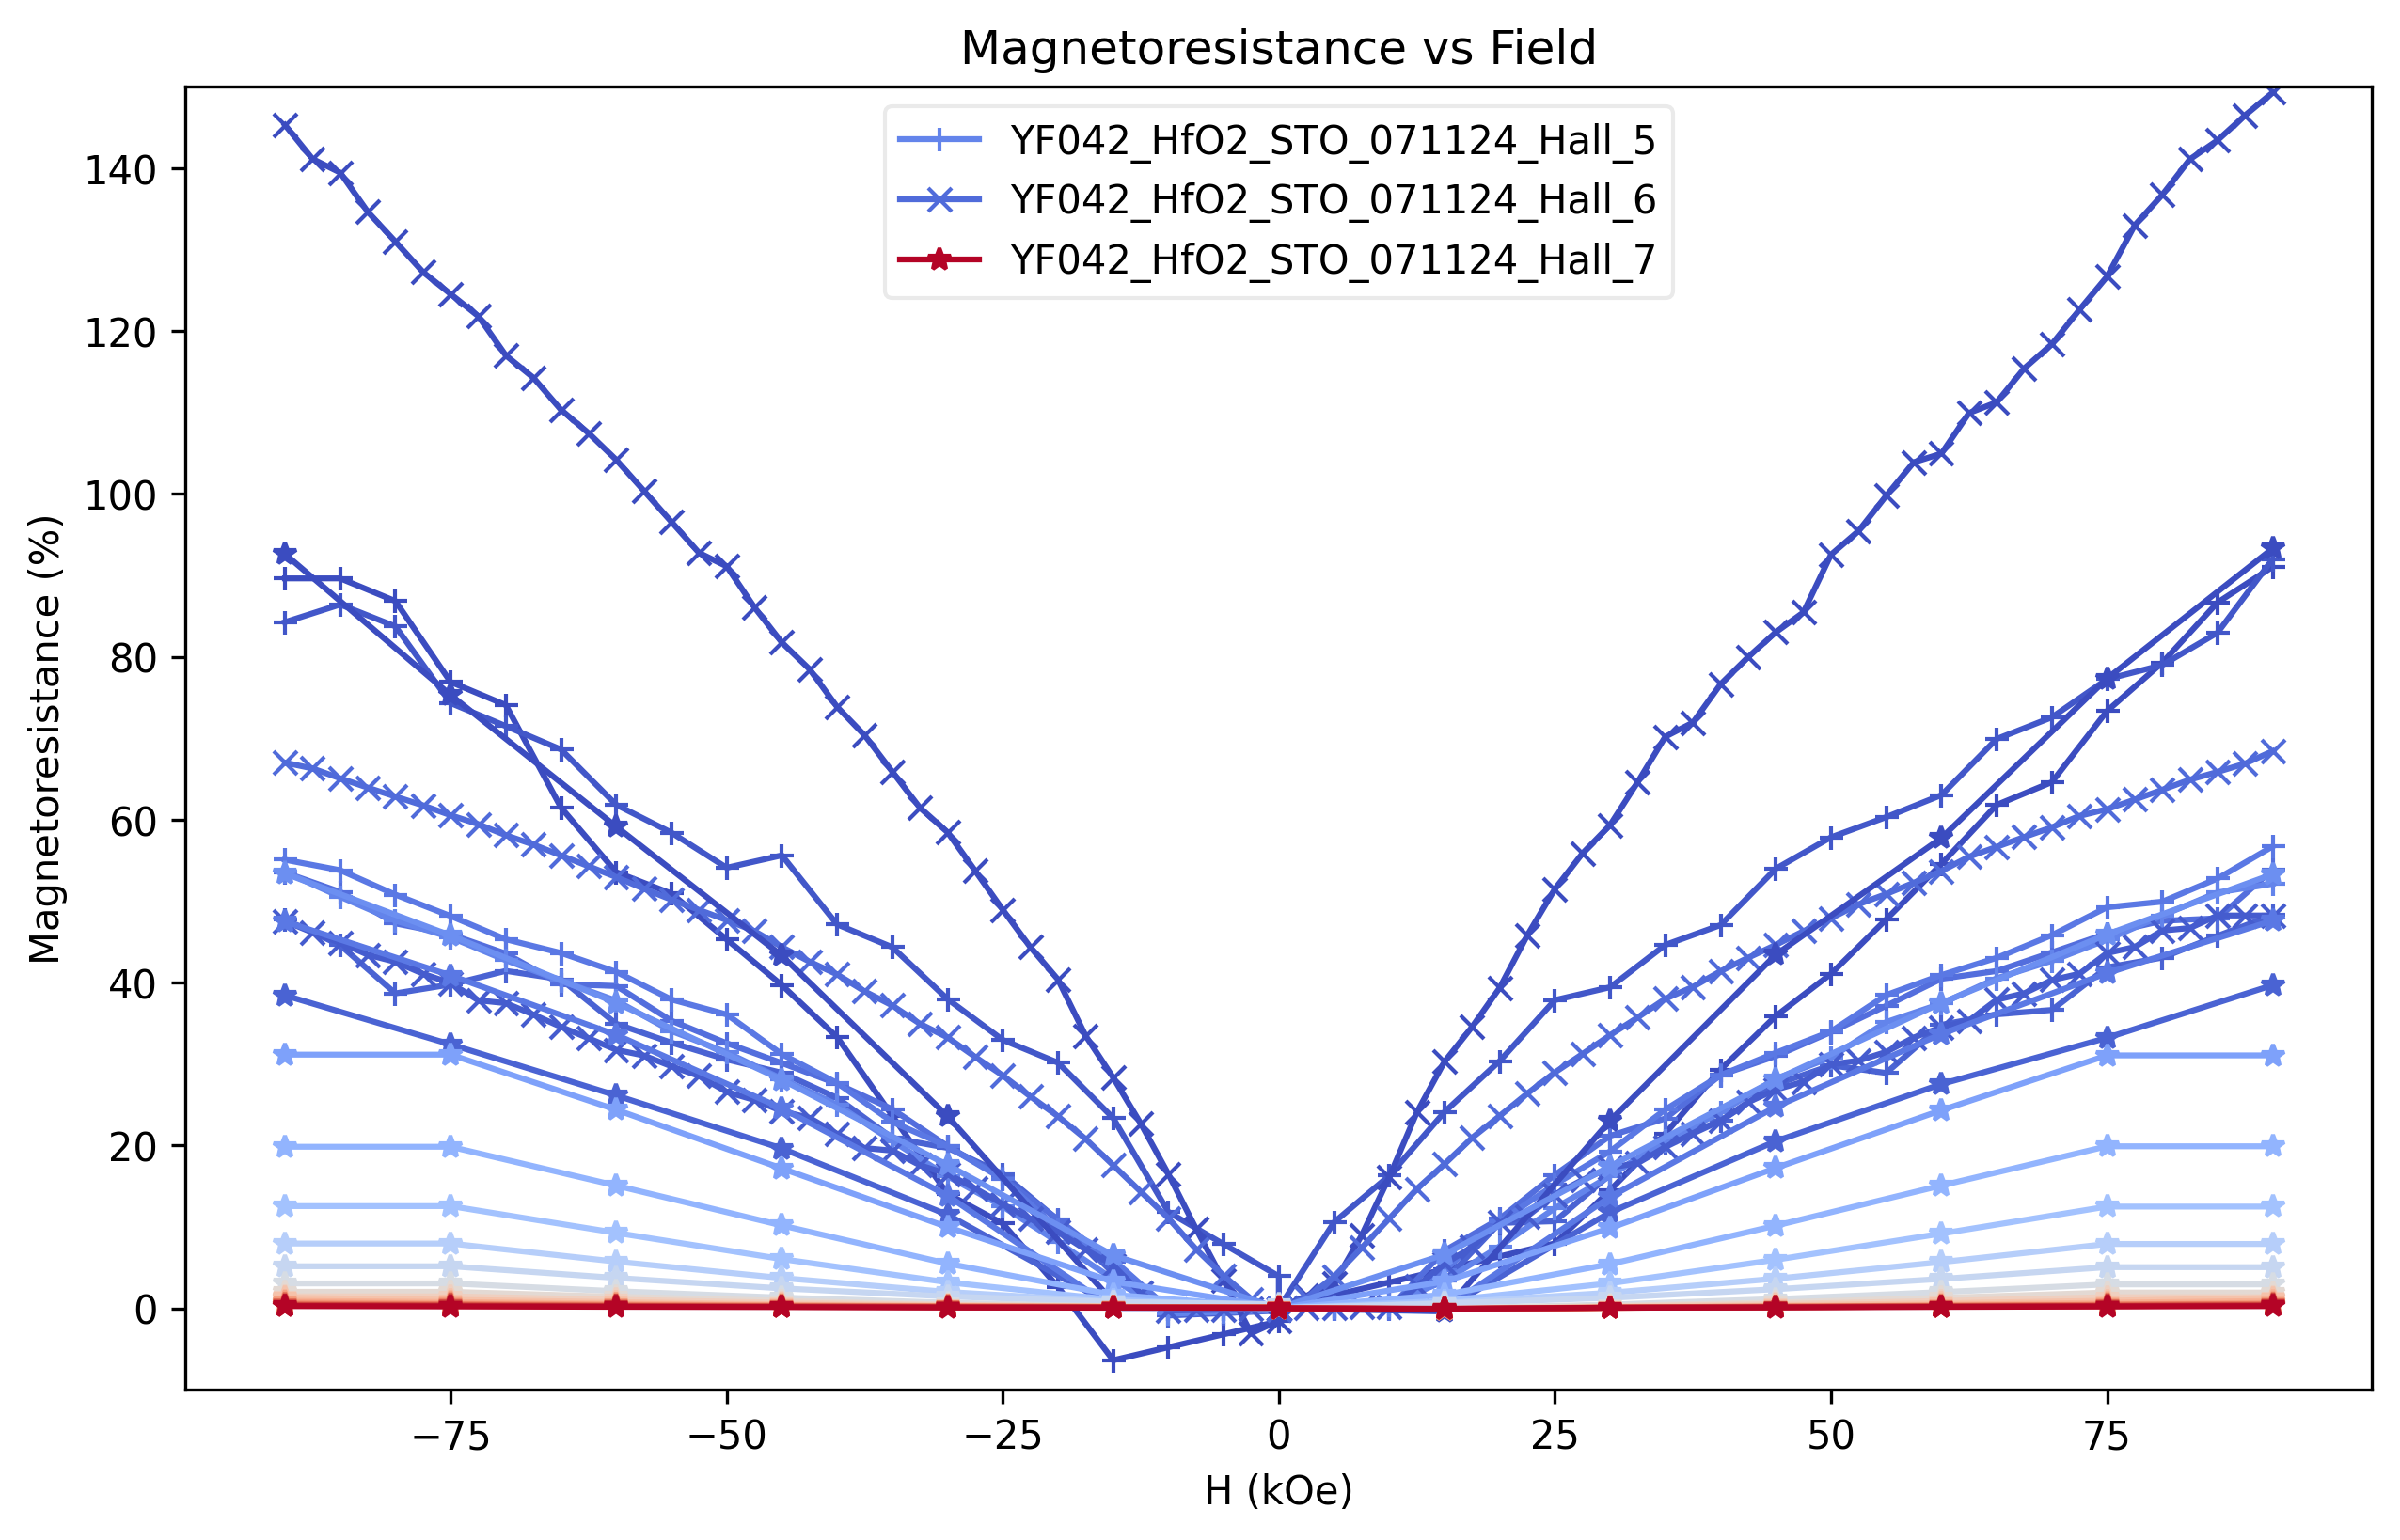 Magnetoresistance vs Field
YF042_HfO2_STO_071124_Hall_5
YF042_HfO2_STO_071124_Hall_6
YF042_HfO2_STO_071124_Hall_7
Magnetoresistance (%)
140
120
100
80
60
40
20
0
−75 −50 −25 0 25 50 75
H (kOe)